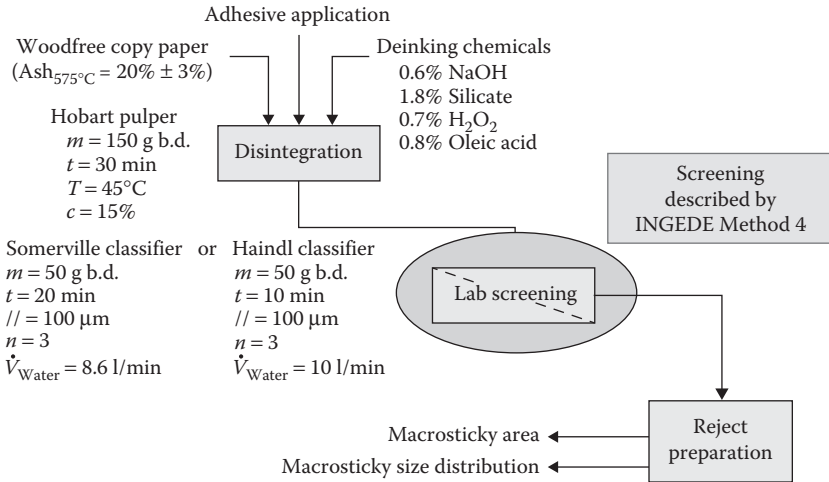 Adhesive application
Woodfree copy paper
(Ash575°C = 20% ± 3%)
Deinking chemicals
0.6% NaOH
1.8% Silicate
0.7% H2O2
0.8% Oleic acid
Hobart pulper
m = 150 g b.d.
t = 30 min
T = 45°C
c = 15%
Disintegration
Screening
described by
INGEDE Method 4
Somerville classifier or Haindl classifier
m = 50 g b.d.
t = 20 min
// = 100 μm
n = 3
V̇Water = 8.6 l/min
m = 50 g b.d.
t = 10 min
// = 100 μm
n = 3
V̇Water = 10 l/min
Lab screening
Reject
preparation
Macrosticky area
Macrosticky size distribution